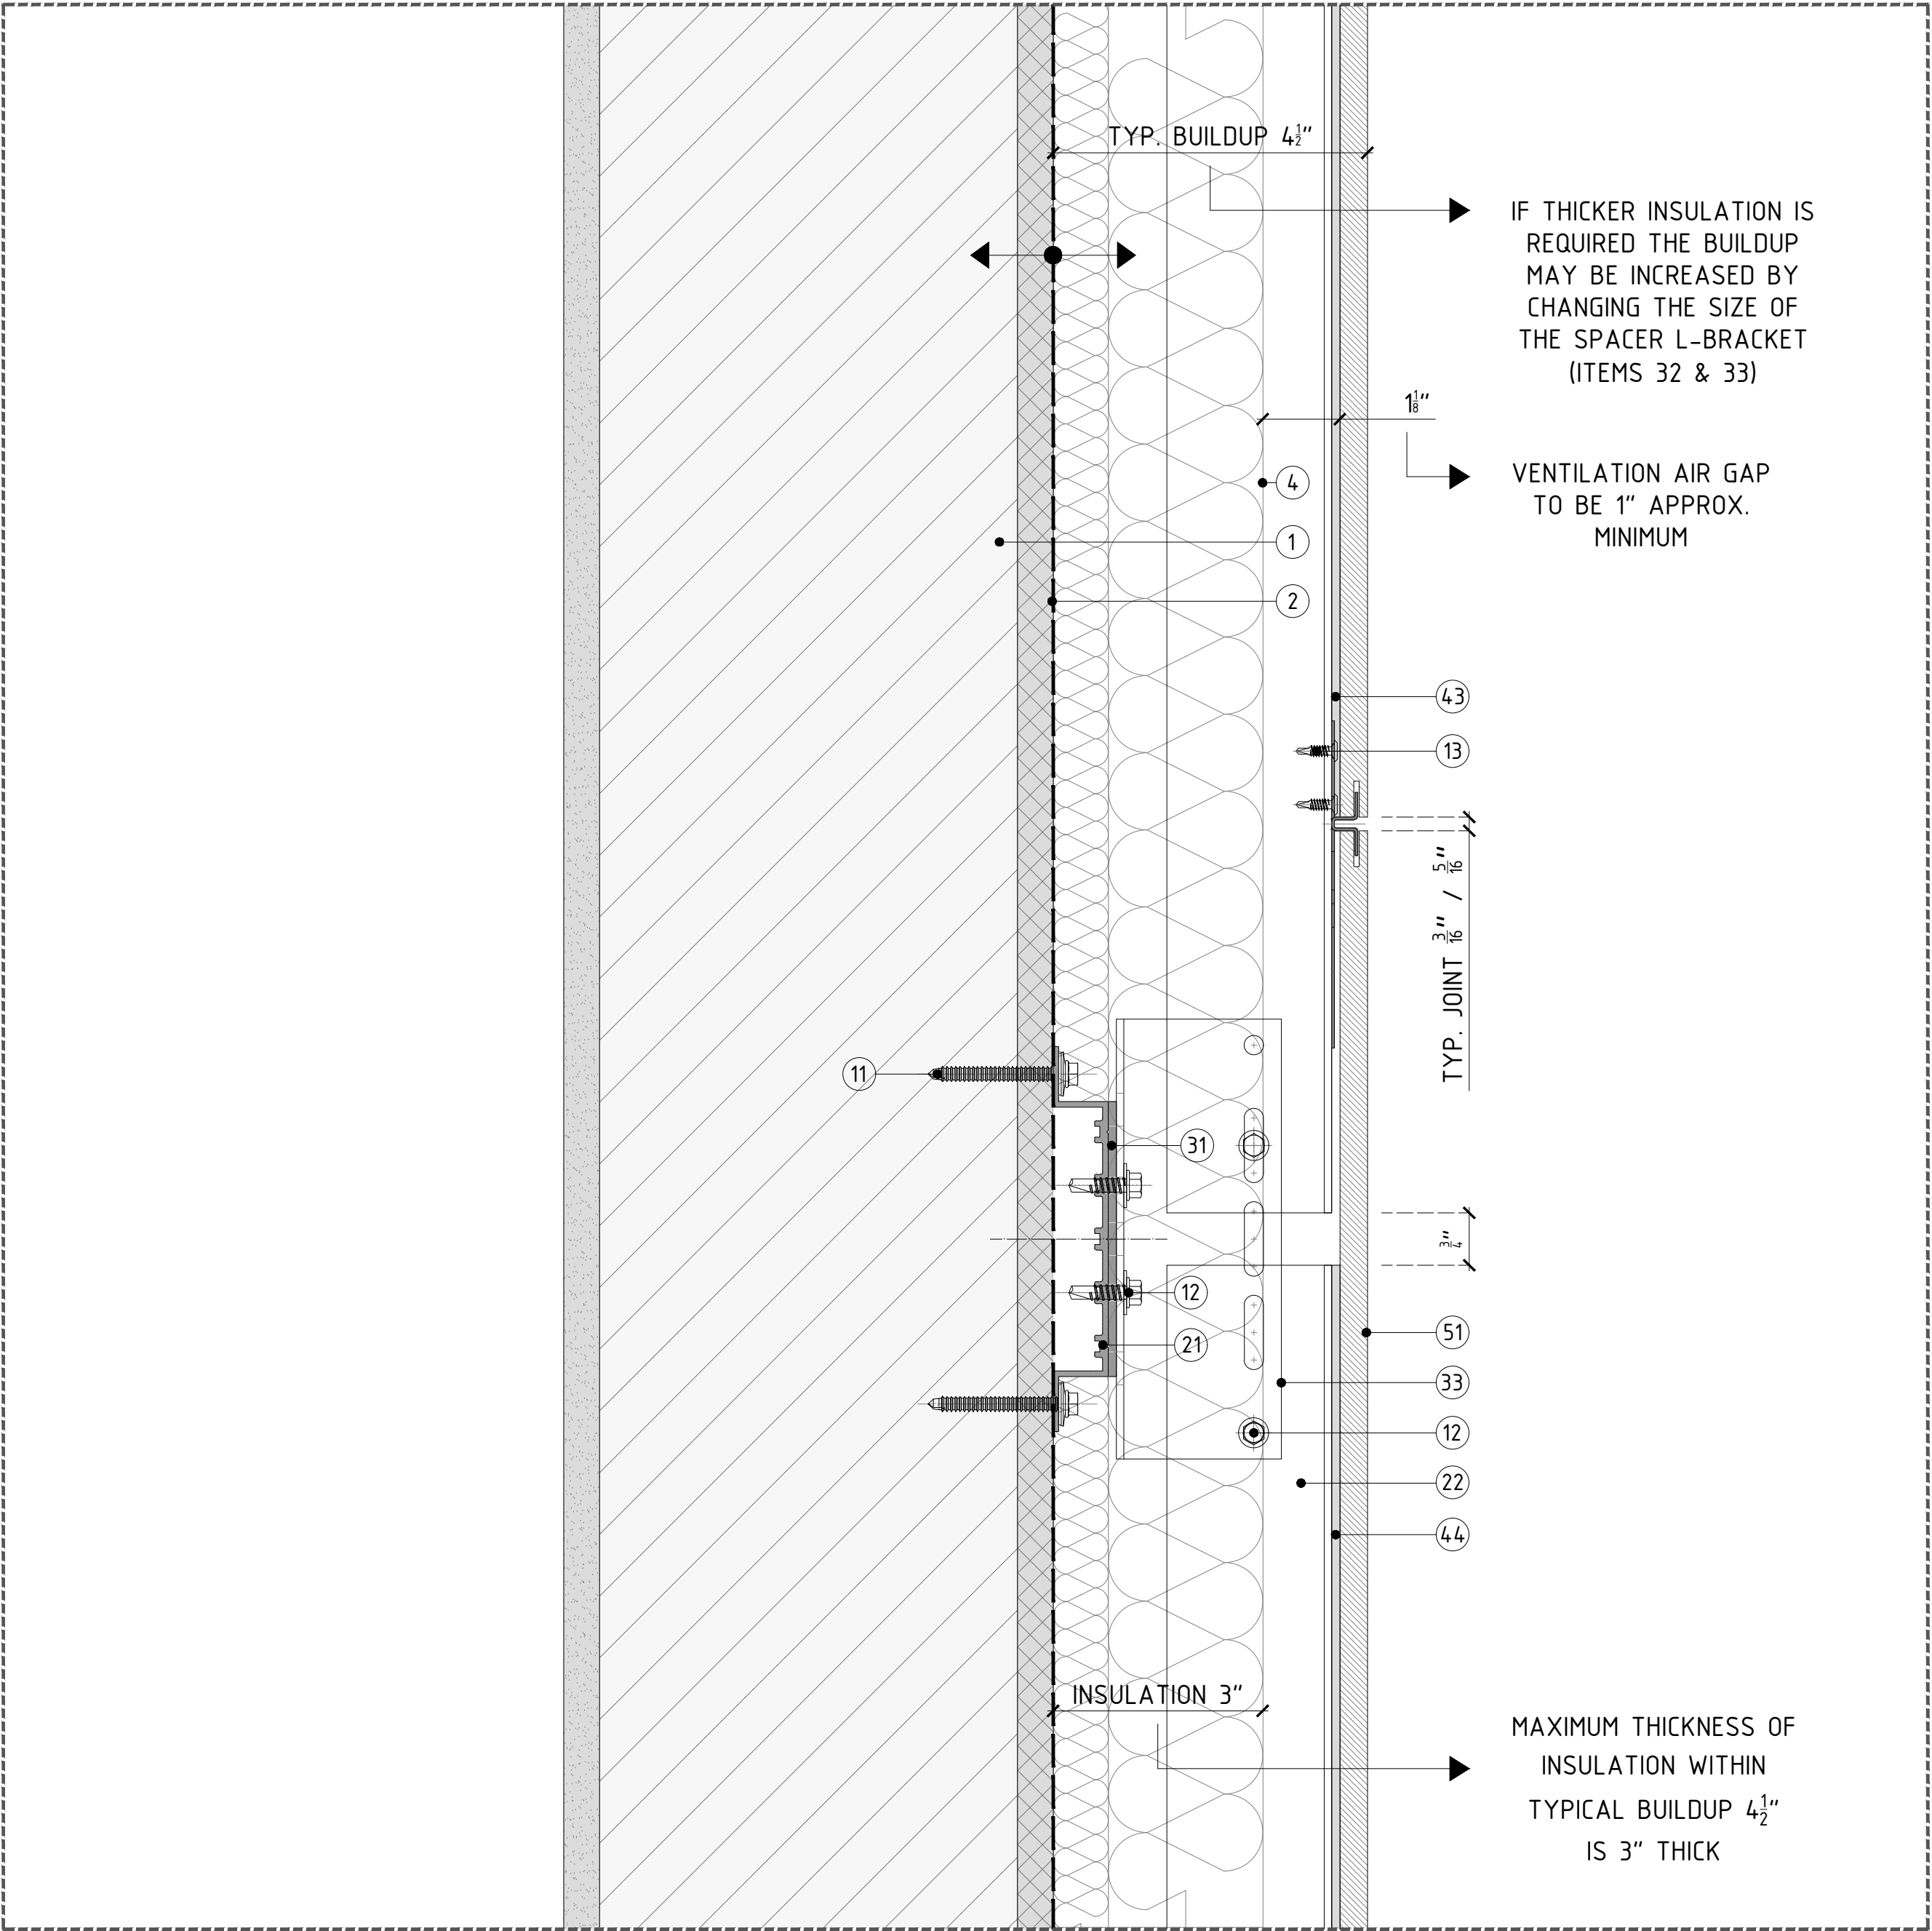 TYP. BUILDUP 4½"
IF THICKER INSULATION IS
REQUIRED THE BUILDUP
MAY BE INCREASED BY
CHANGING THE SIZE OF
THE SPACER L-BRACKET
(ITEMS 32 & 33)
1⅛"
VENTILATION AIR GAP
TO BE 1" APPROX.
MINIMUM
4
1
2
43
13
TYP. JOINT 3/16" / 5/16"
11
31
12
21
3/4"
51
33
12
22
44
INSULATION 3"
MAXIMUM THICKNESS OF
INSULATION WITHIN
TYPICAL BUILDUP 4½"
IS 3" THICK